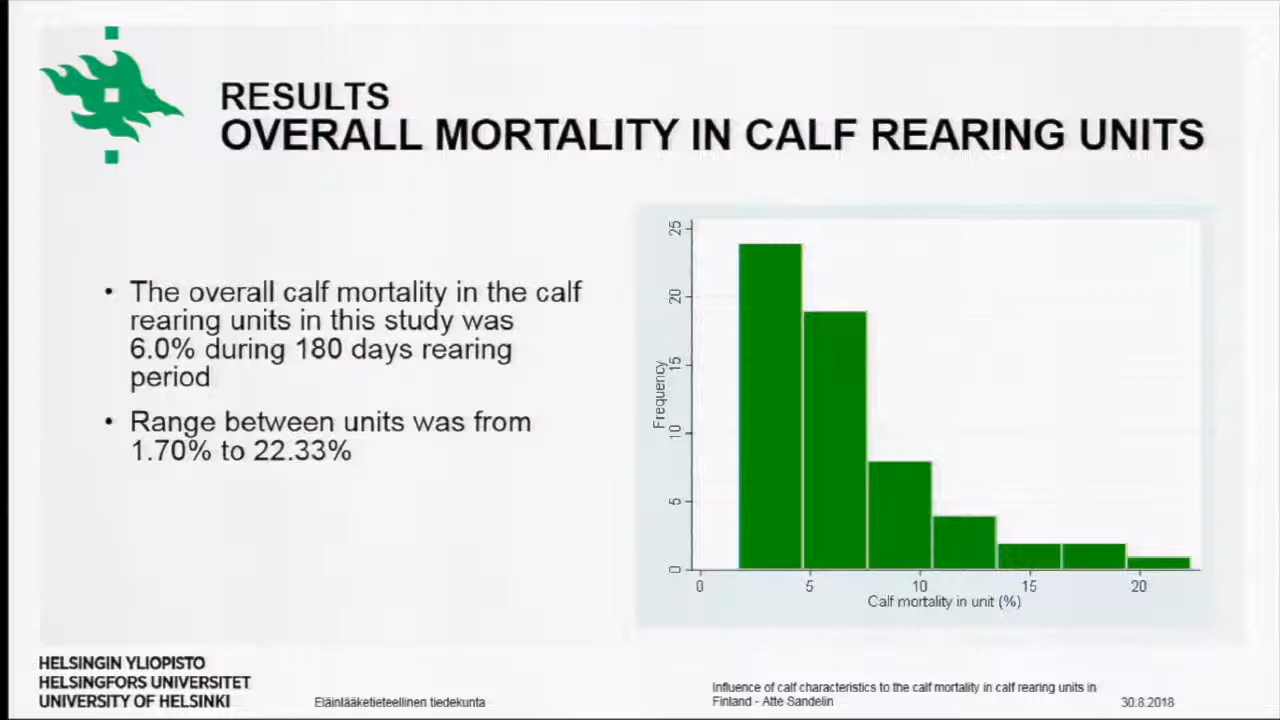 RESULTS
OVERALL MORTALITY IN CALF REARING UNITS
• The overall calf mortality in the calf
rearing units in this study was
6.0% during 180 days rearing
period
• Range between units was from
1.70% to 22.33%
Frequency
25
20
15
10
5
0
0 5 10 15 20
Calf mortality in unit (%)
HELSINGIN YLIOPISTO
HELSINGFORS UNIVERSITET
UNIVERSITY OF HELSINKI
Eläinlääketieteellinen tiedekunta
Influence of calf characteristics to the calf mortality in calf rearing units in
Finland - Atte Sandelin
30.8.2018